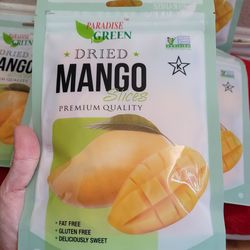 PARADISE
GREEN
DRIED
MANGO
Slices
PREMIUM QUALITY
• FAT FREE
• GLUTEN FREE
• DELICIOUSLY SWEET